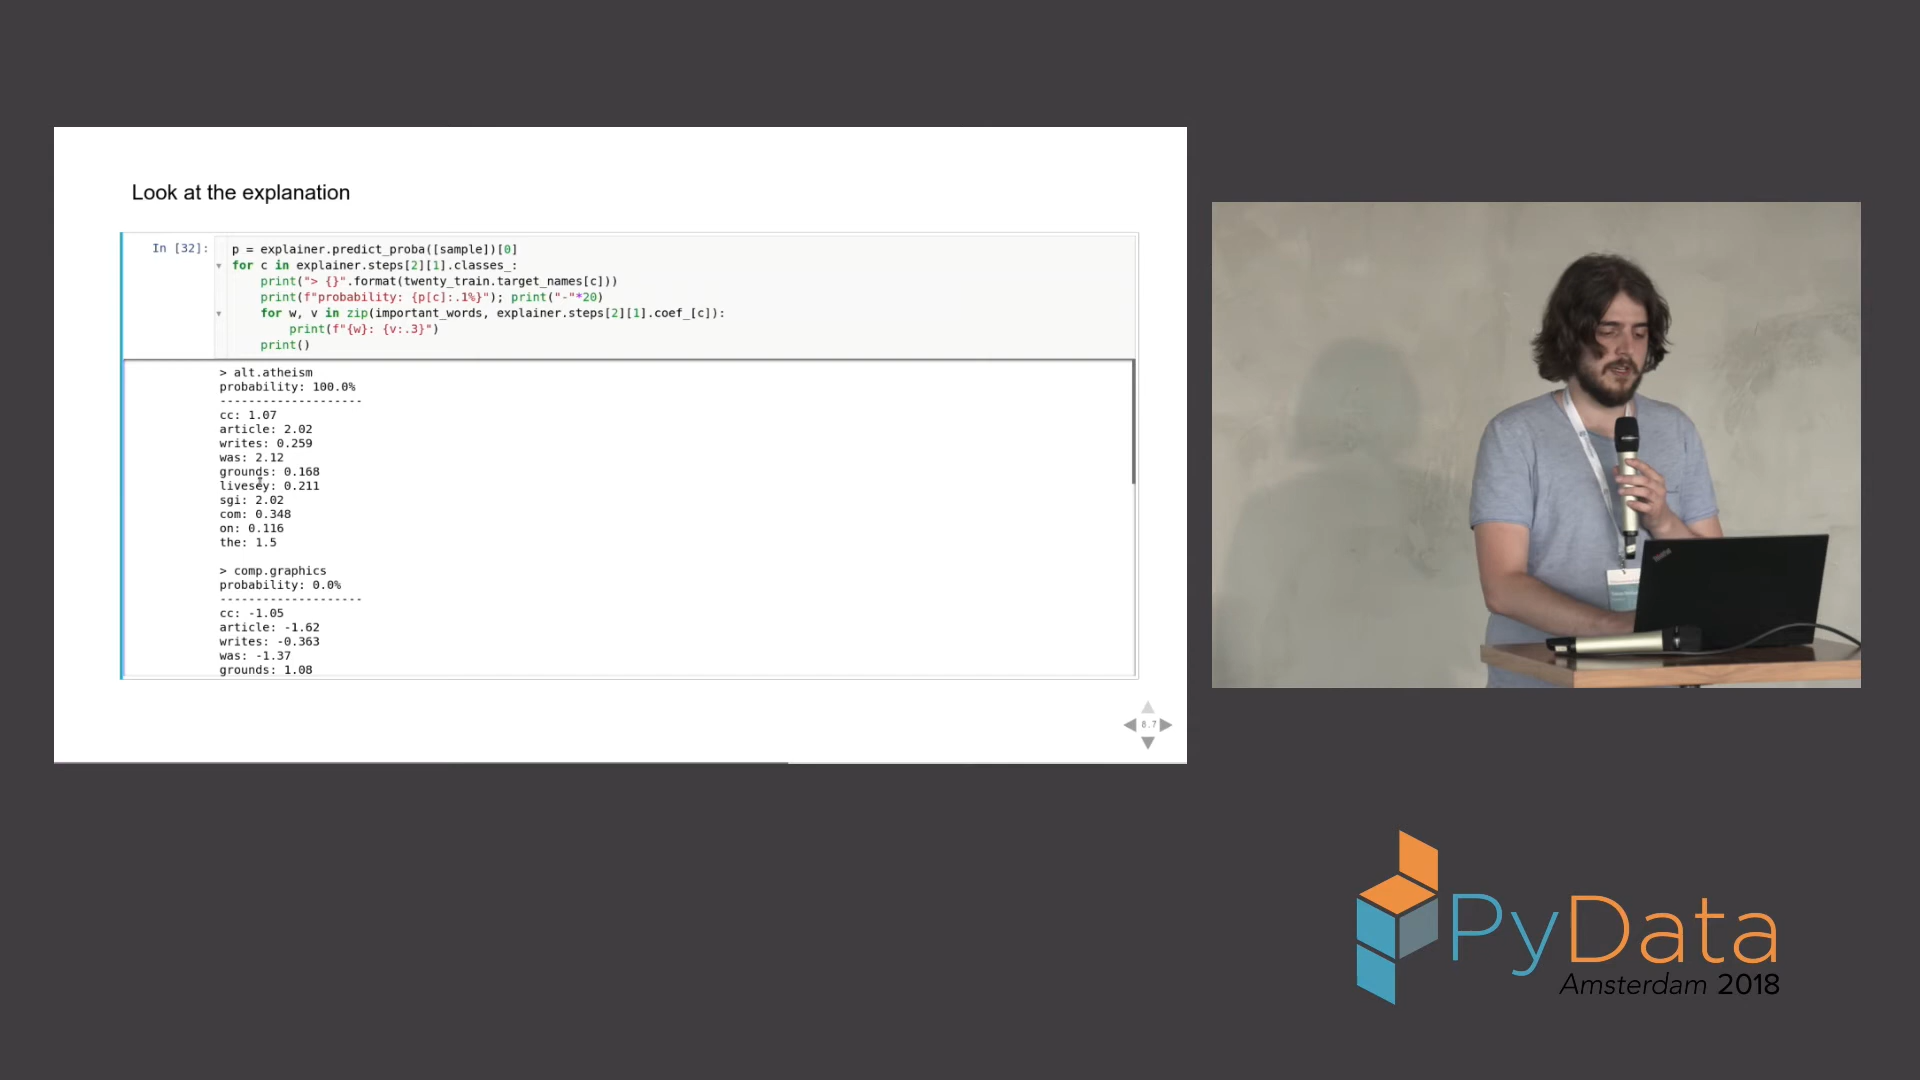 Look at the explanation
In [32]:
p = explainer.predict_proba([sample])[0]
for c in explainer.steps[2][1].classes_:
print("> {}".format(twenty_train.target_names[c]))
print(f"probability: {p[c]:.1%}"); print("-"*20)
for w, v in zip(important_words, explainer.steps[2][1].coef_[c]):
print(f"{w}: {v:.3}")
print()
> alt.atheism
probability: 100.0%
--------------------
cc: 1.07
article: 2.02
writes: 0.259
was: 2.12
grounds: 0.168
livesey: 0.211
sgi: 2.02
com: 0.348
on: 0.116
the: 1.5
> comp.graphics
probability: 0.0%
--------------------
cc: -1.05
article: -1.62
writes: -0.363
was: -1.37
grounds: 1.08
8.7
ThinkPad
PyData
Amsterdam 2018